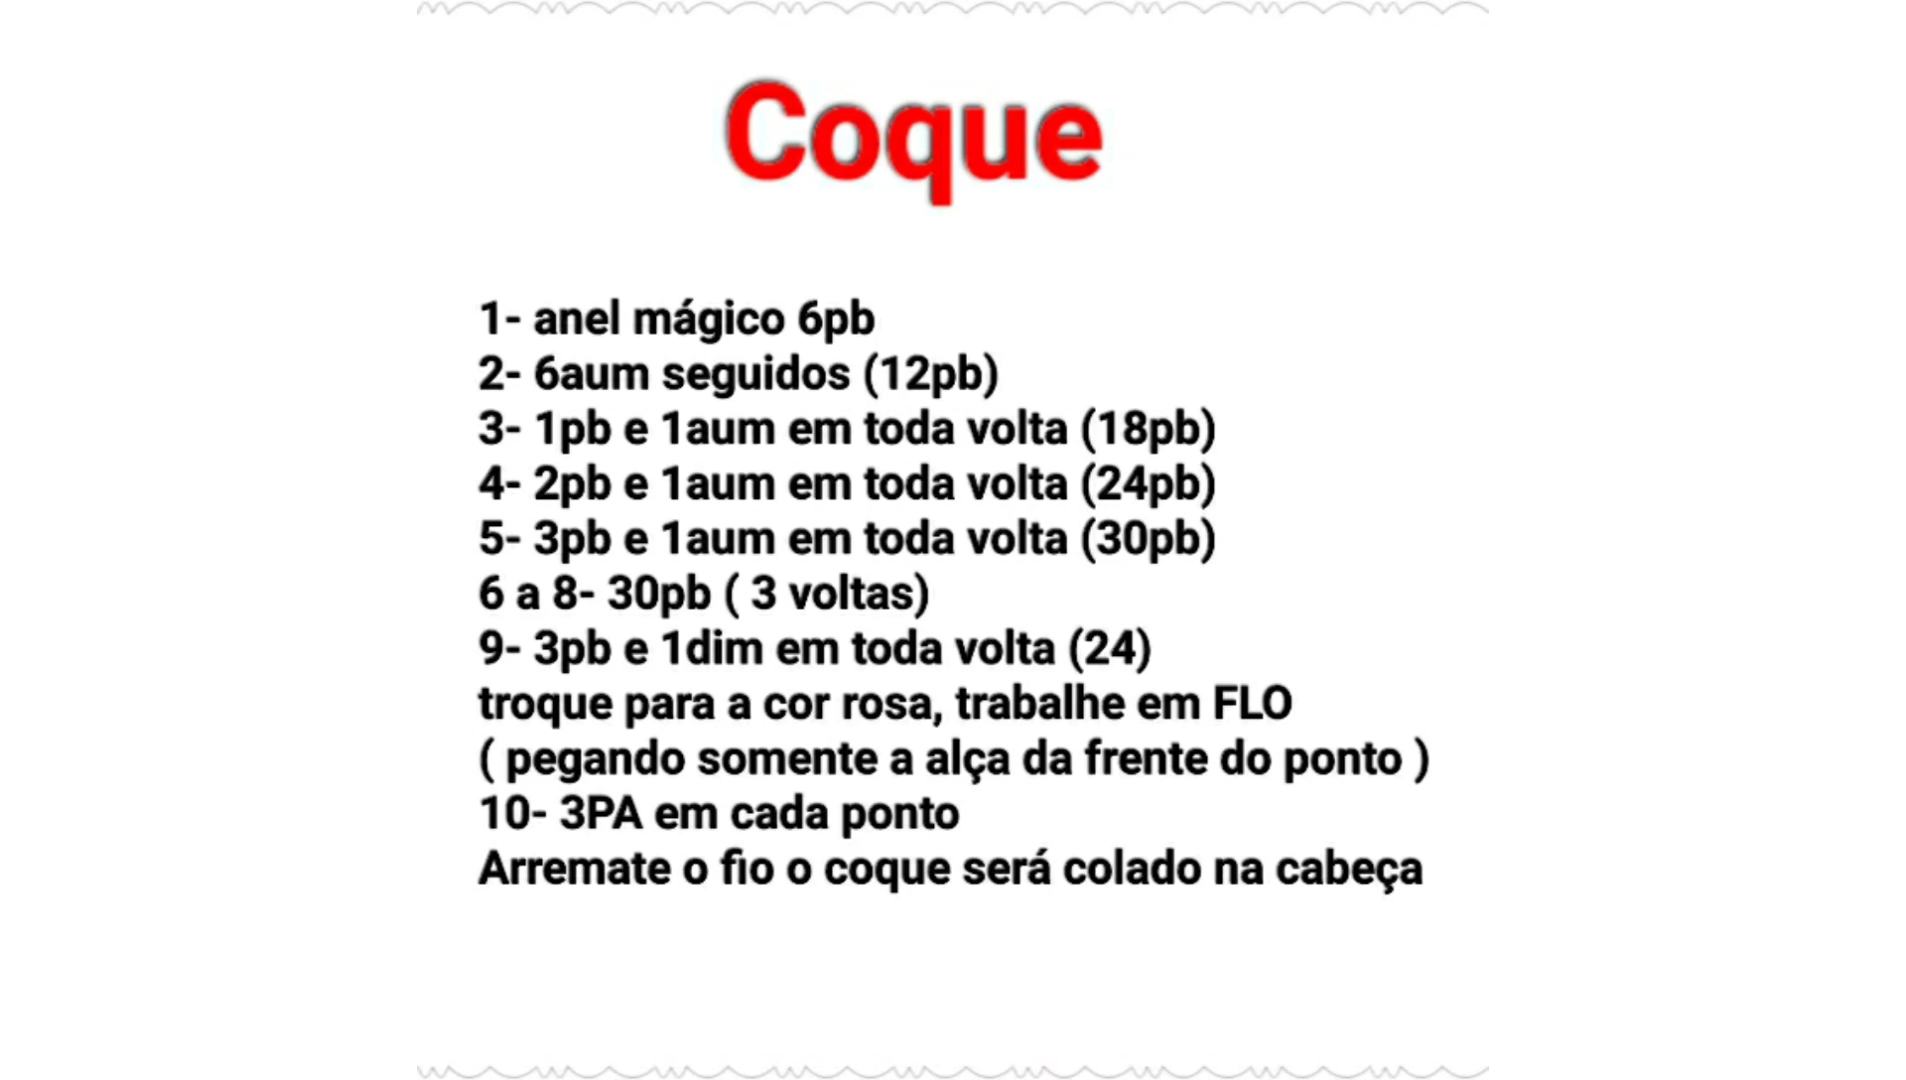 Coque
1- anel mágico 6pb
2- 6aum seguidos (12pb)
3- 1pb e 1aum em toda volta (18pb)
4- 2pb e 1aum em toda volta (24pb)
5- 3pb e 1aum em toda volta (30pb)
6 a 8- 30pb ( 3 voltas)
9- 3pb e 1dim em toda volta (24)
troque para a cor rosa, trabalhe em FLO
( pegando somente a alça da frente do ponto )
10- 3PA em cada ponto
Arremate o fio o coque será colado na cabeça